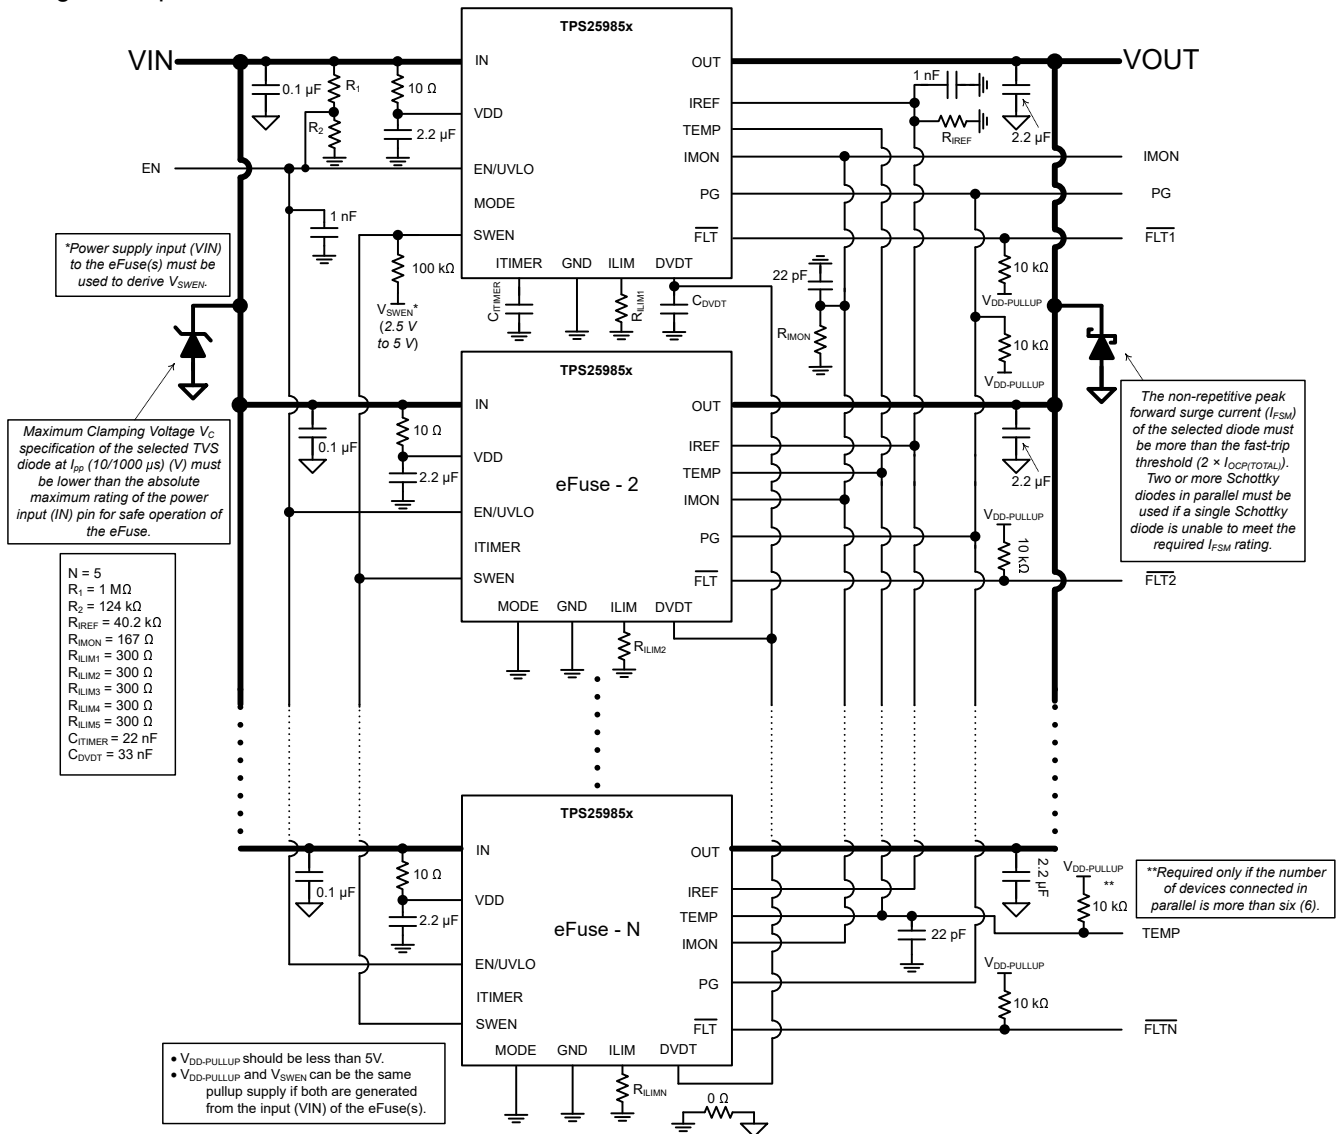 TPS25985x
VIN
IN
OUT
VOUT
0.1 µF
R1
10 Ω
1 nF
IREF
VDD
R2
2.2 µF
TEMP
RIREF
2.2 µF
IMON
IMON
EN
EN/UVLO
PG
PG
MODE
1 nF
SWEN
FLT
FLT1
*Power supply input (VIN)
to the eFuse(s) must be
used to derive VSWEN.
100 kΩ
ITIMER
GND
ILIM
DVDT
22 pF
10 kΩ
VDD-PULLUP
VSWEN*
(2.5 V
to 5 V)
CITIMER
RILIM1
CDVDT
RIMON
10 kΩ
VDD-PULLUP
TPS25985x
IN
OUT
Maximum Clamping Voltage VC
specification of the selected TVS
diode at Ipp (10/1000 µs) (V) must
be lower than the absolute
maximum rating of the power
input (IN) pin for safe operation of
the eFuse.
The non-repetitive peak
forward surge current (IFSM)
of the selected diode must
be more than the fast-trip
threshold (2 × IOCP(TOTAL)).
Two or more Schottky
diodes in parallel must be
used if a single Schottky
diode is unable to meet the
required IFSM rating.
0.1 µF
10 Ω
IREF
VDD
2.2 µF
TEMP
eFuse - 2
IMON
2.2 µF
EN/UVLO
VDD-PULLUP
PG
10 kΩ
ITIMER
SWEN
FLT
FLT2
MODE
GND
ILIM
DVDT
RILIM2
N = 5
R1 = 1 MΩ
R2 = 124 kΩ
RIREF = 40.2 kΩ
RIMON = 167 Ω
RILIM1 = 300 Ω
RILIM2 = 300 Ω
RILIM3 = 300 Ω
RILIM4 = 300 Ω
RILIM5 = 300 Ω
CITIMER = 22 nF
CDVDT = 33 nF
TPS25985x
IN
OUT
0.1 µF
10 Ω
IREF
2.2 µF
VDD-PULLUP
**
10 kΩ
**Required only if the number
of devices connected in
parallel is more than six (6).
VDD
2.2 µF
TEMP
22 pF
TEMP
eFuse - N
IMON
EN/UVLO
VDD-PULLUP
PG
ITIMER
10 kΩ
SWEN
FLT
FLTN
MODE
GND
ILIM
DVDT
RILIMN
0 Ω
• VDD-PULLUP should be less than 5V.
• VDD-PULLUP and VSWEN can be the same
pullup supply if both are generated
from the input (VIN) of the eFuse(s).